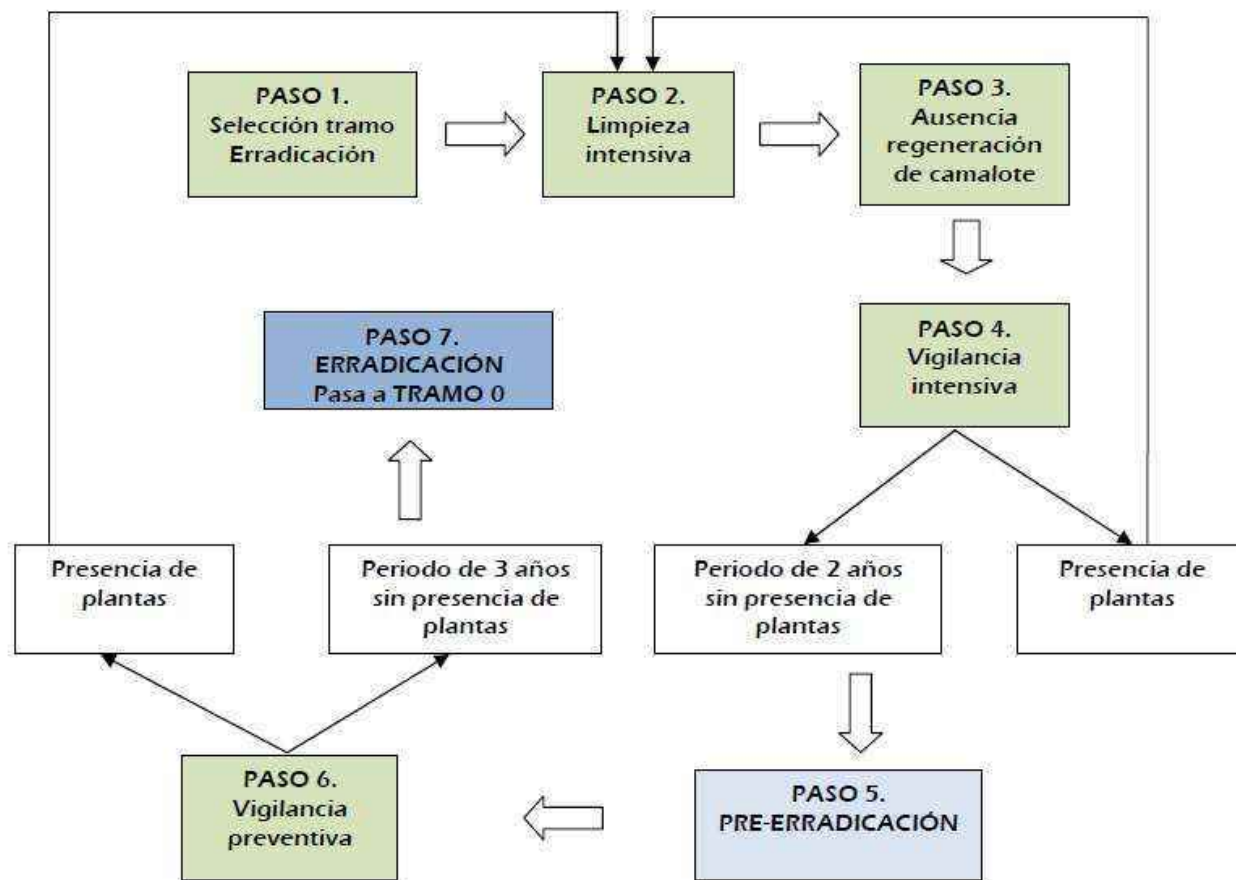 PASO 1.
Selección tramo
Erradicación
PASO 2.
Limpieza
intensiva
PASO 3.
Ausencia
regeneración
de camalote
PASO 4.
Vigilancia
intensiva
PASO 7.
ERRADICACIÓN
Pasa a TRAMO 0
Presencia de
plantas
Periodo de 3 años
sin presencia de
plantas
Periodo de 2 años
sin presencia de
plantas
Presencia de
plantas
PASO 6.
Vigilancia
preventiva
PASO 5.
PRE-ERRADICACIÓN